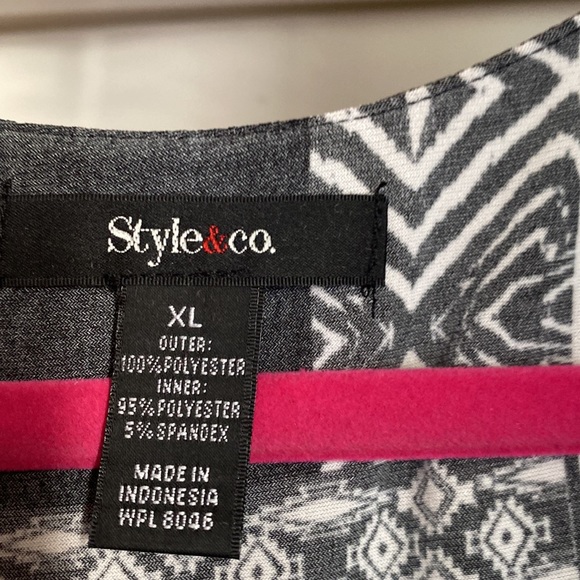 Style&co.
XL
OUTER:
100%POLYESTER
INNER:
95%POLYESTER
5%SPANDEX
MADE IN
INDONESIA
WPL 8046